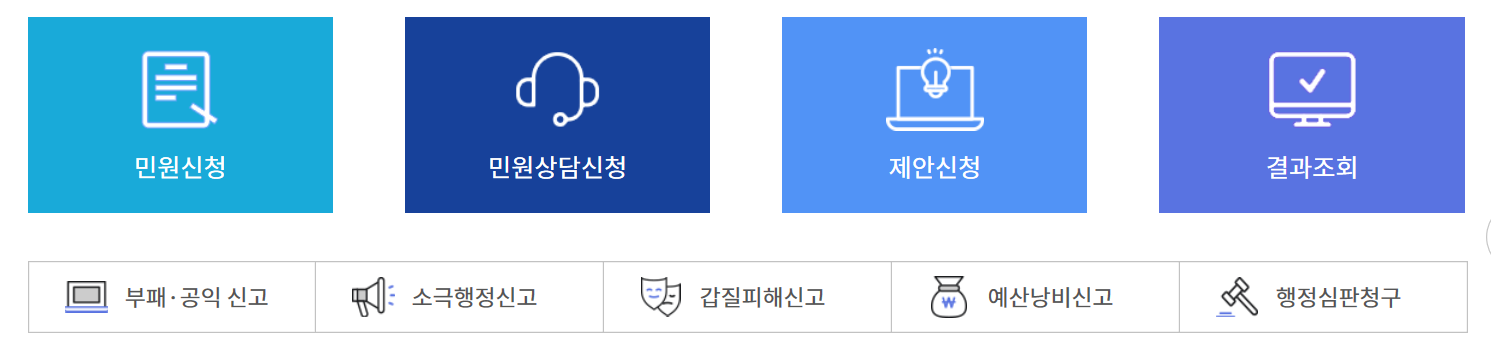 민원신청
민원상담신청
제안신청
결과조회
부패·공익 신고
소극행정신고
갑질피해신고
예산낭비신고
행정심판청구